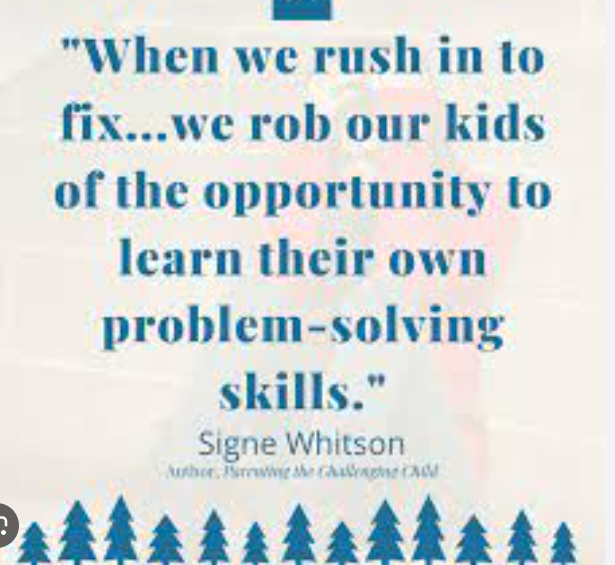 "When we rush in to
fix...we rob our kids
of the opportunity to
learn their own
problem-solving
skills."
Signe Whitson
Author, Parenting the Challenging Child